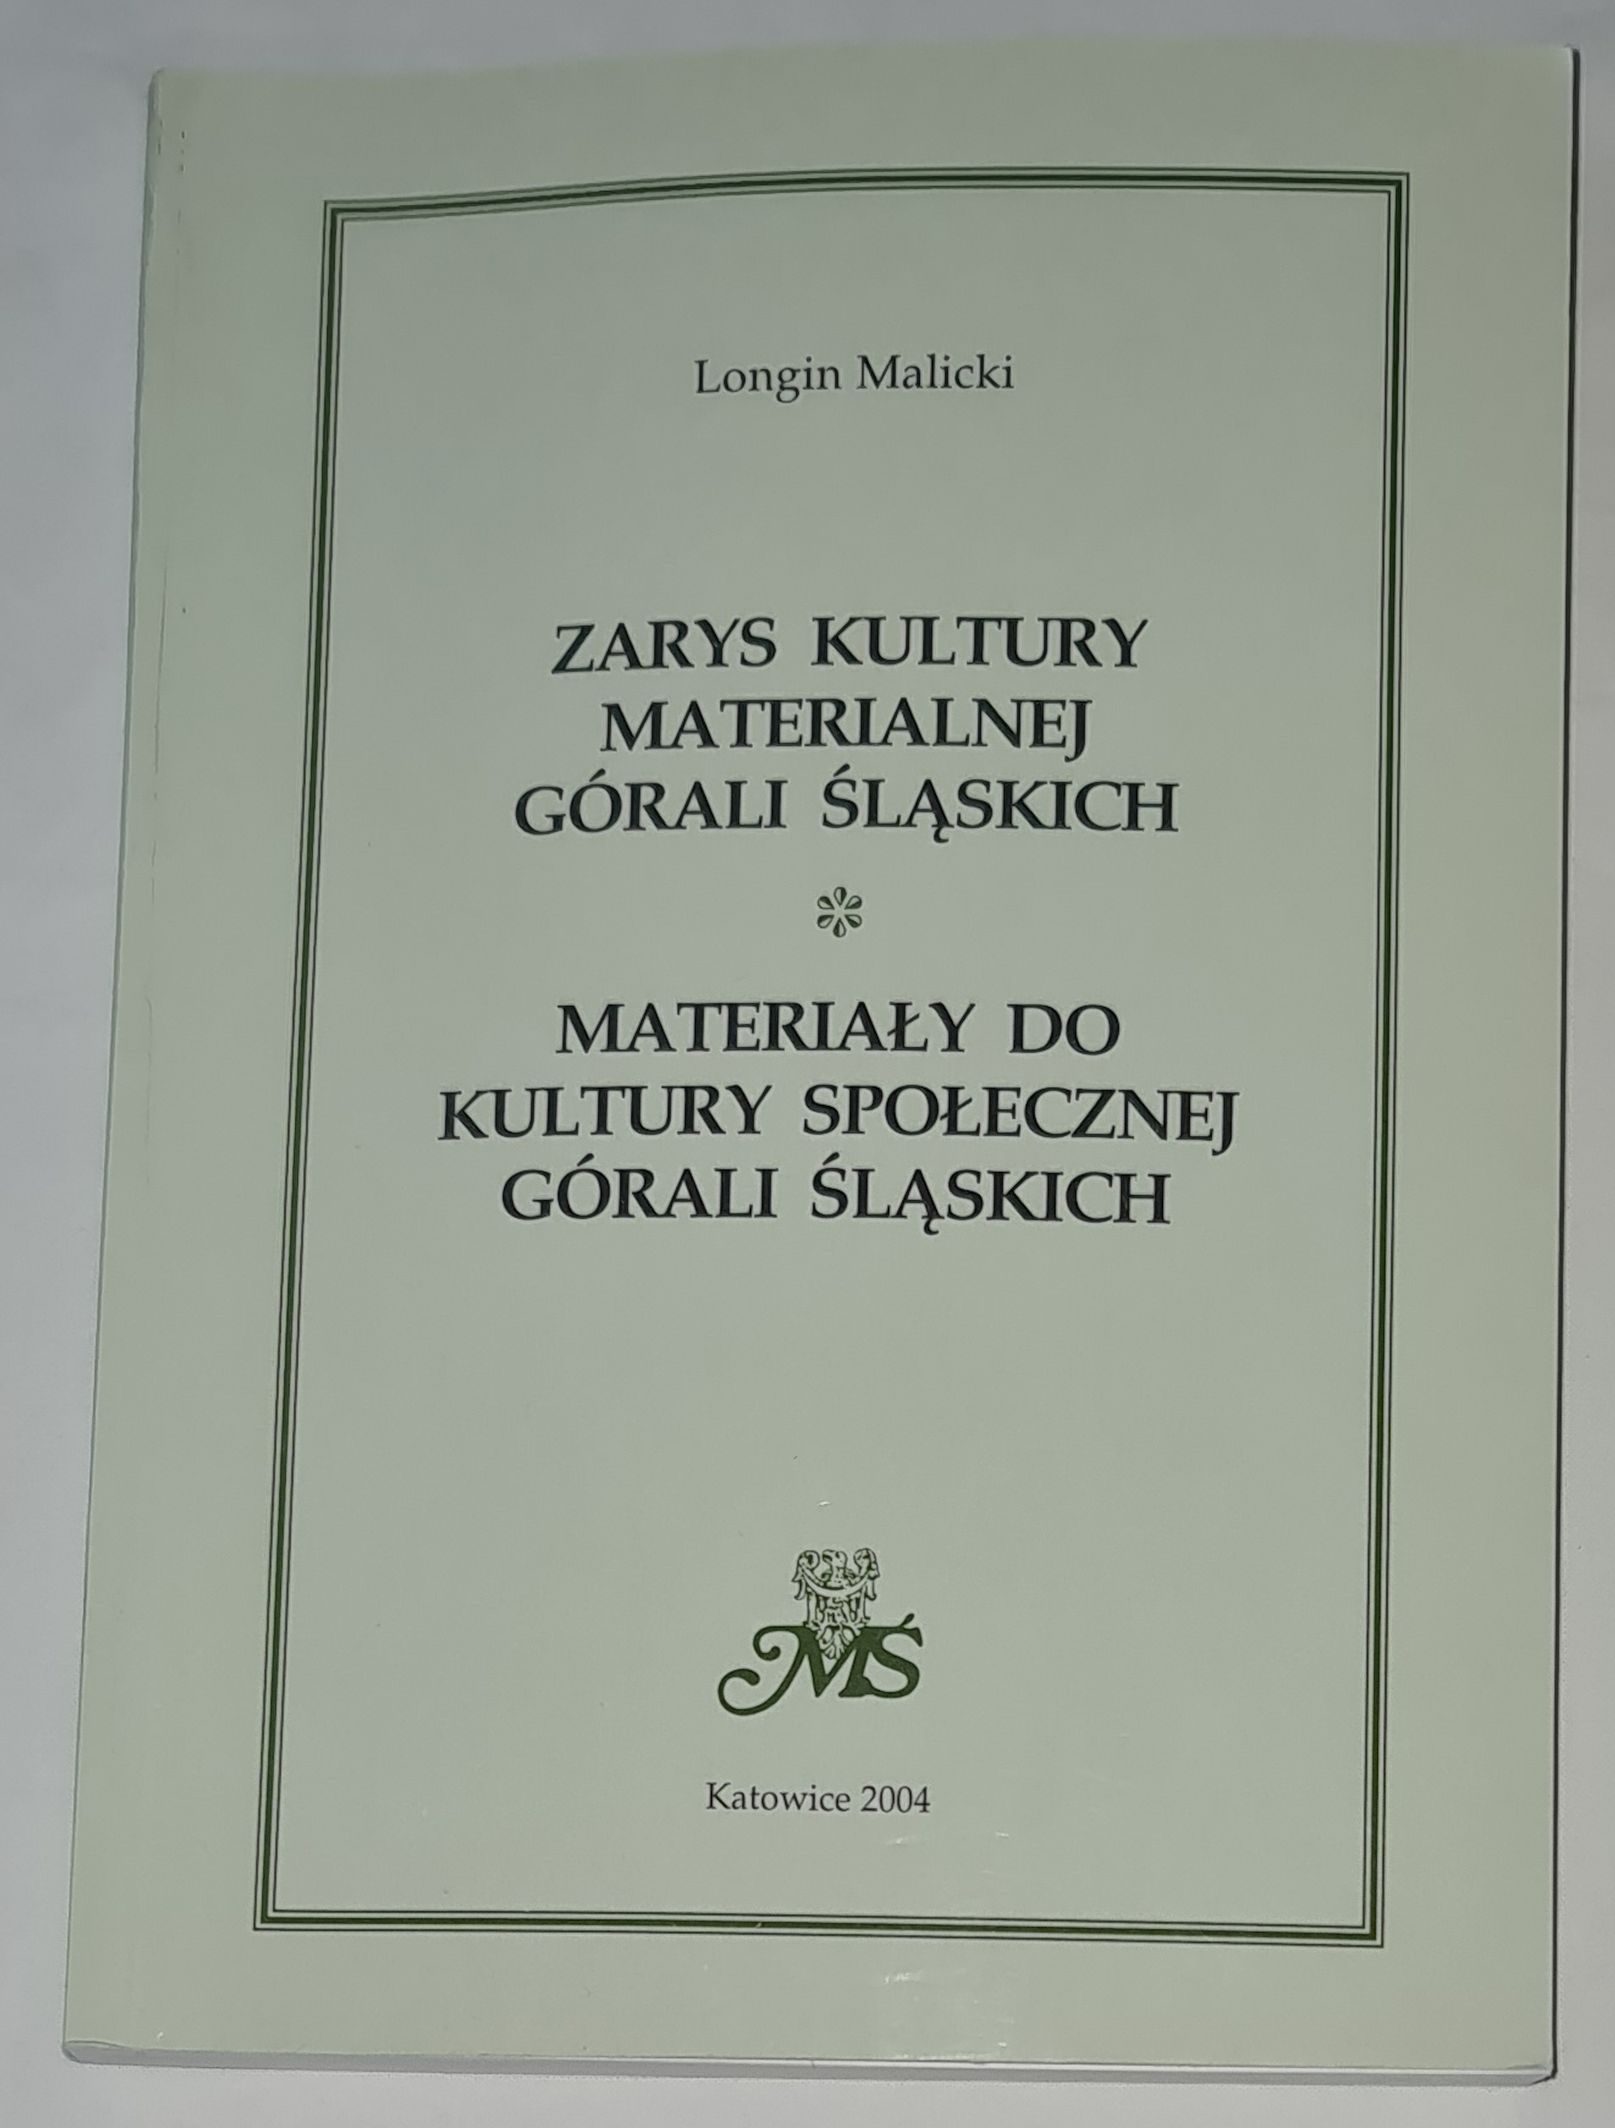 Longin Malicki
ZARYS KULTURY
MATERIALNEJ
GÓRALI ŚLĄSKICH
MATERIAŁY DO
KULTURY SPOŁECZNEJ
GÓRALI ŚLĄSKICH
MŚ
Katowice 2004